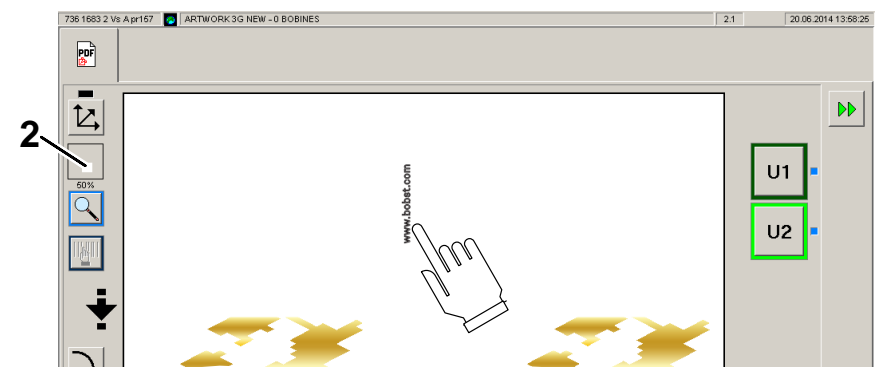 736 1683 2 Vs A pr157 ARTWORK 3G NEW - 0 BOBINES 2.1 20.06.2014 13:58:25
PDF
2
50%
www.bobst.com
U1
U2